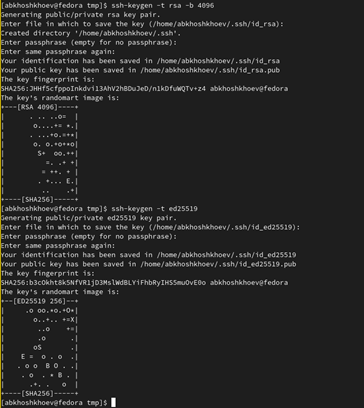 [abkhoshkhoev@fedora tmp]$ ssh-keygen -t rsa -b 4096
Generating public/private rsa key pair.
Enter file in which to save the key (/home/abkhoshkhoev/.ssh/id_rsa):
Created directory '/home/abkhoshkhoev/.ssh'.
Enter passphrase (empty for no passphrase):
Enter same passphrase again:
Your identification has been saved in /home/abkhoshkhoev/.ssh/id_rsa
Your public key has been saved in /home/abkhoshkhoev/.ssh/id_rsa.pub
The key fingerprint is:
SHA256:JHHf5cfppoInkdvi13AhV2hBDuJeD/n1kDfuWQTv+z4 abkhoshkhoev@fedora
The key's randomart image is:
+---[RSA 4096]----+
| . .. ..o= |
| o....+= +.|
| . ...+o.=+*|
| o. o.+o+*o|
| S+ oo.++|
| =. .+ +|
| = ++. + |
| . +... E.|
| .. .+|
+----[SHA256]-----+
[abkhoshkhoev@fedora tmp]$ ssh-keygen -t ed25519
Generating public/private ed25519 key pair.
Enter file in which to save the key (/home/abkhoshkhoev/.ssh/id_ed25519):
Enter passphrase (empty for no passphrase):
Enter same passphrase again:
Your identification has been saved in /home/abkhoshkhoev/.ssh/id_ed25519
Your public key has been saved in /home/abkhoshkhoev/.ssh/id_ed25519.pub
The key fingerprint is:
SHA256:b3cOkht8k5NfVR1jD3MslWdBLYiFhbRyIHS5muOvE0o abkhoshkhoev@fedora
The key's randomart image is:
+--[ED25519 256]--+
| .o oo.*o.+O+|
| o..+.. +=X|
| ..o +=|
| .o .|
| oS |
| E = o . o .|
| . o o B O . .|
| . o . * B . |
| .+. . o |
+----[SHA256]-----+
[abkhoshkhoev@fedora tmp]$